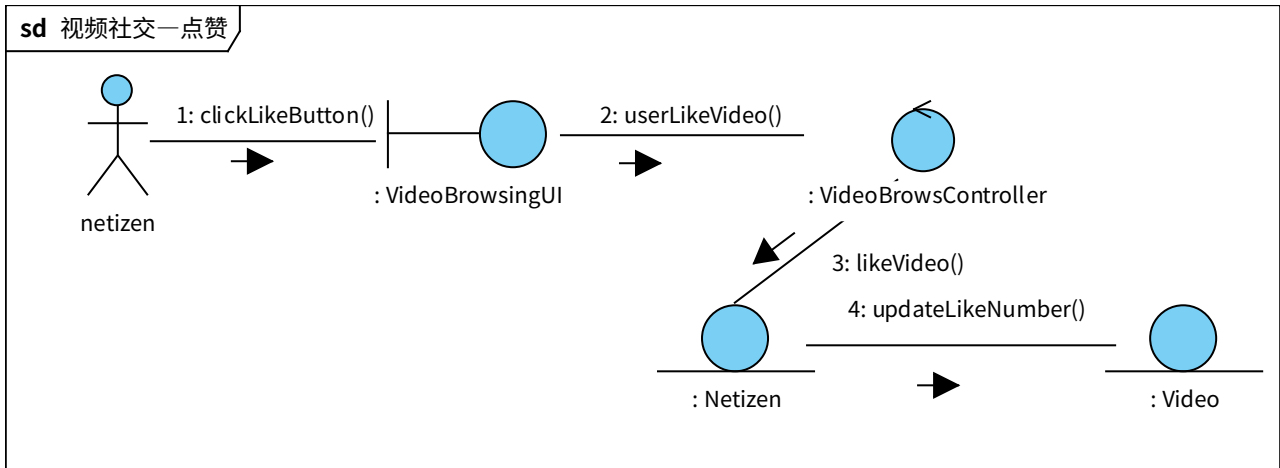 sd 视频社交—点赞
1: clickLikeButton()
2: userLikeVideo()
: VideoBrowsingUI
: VideoBrowsController
netizen
3: likeVideo()
4: updateLikeNumber()
: Netizen
: Video